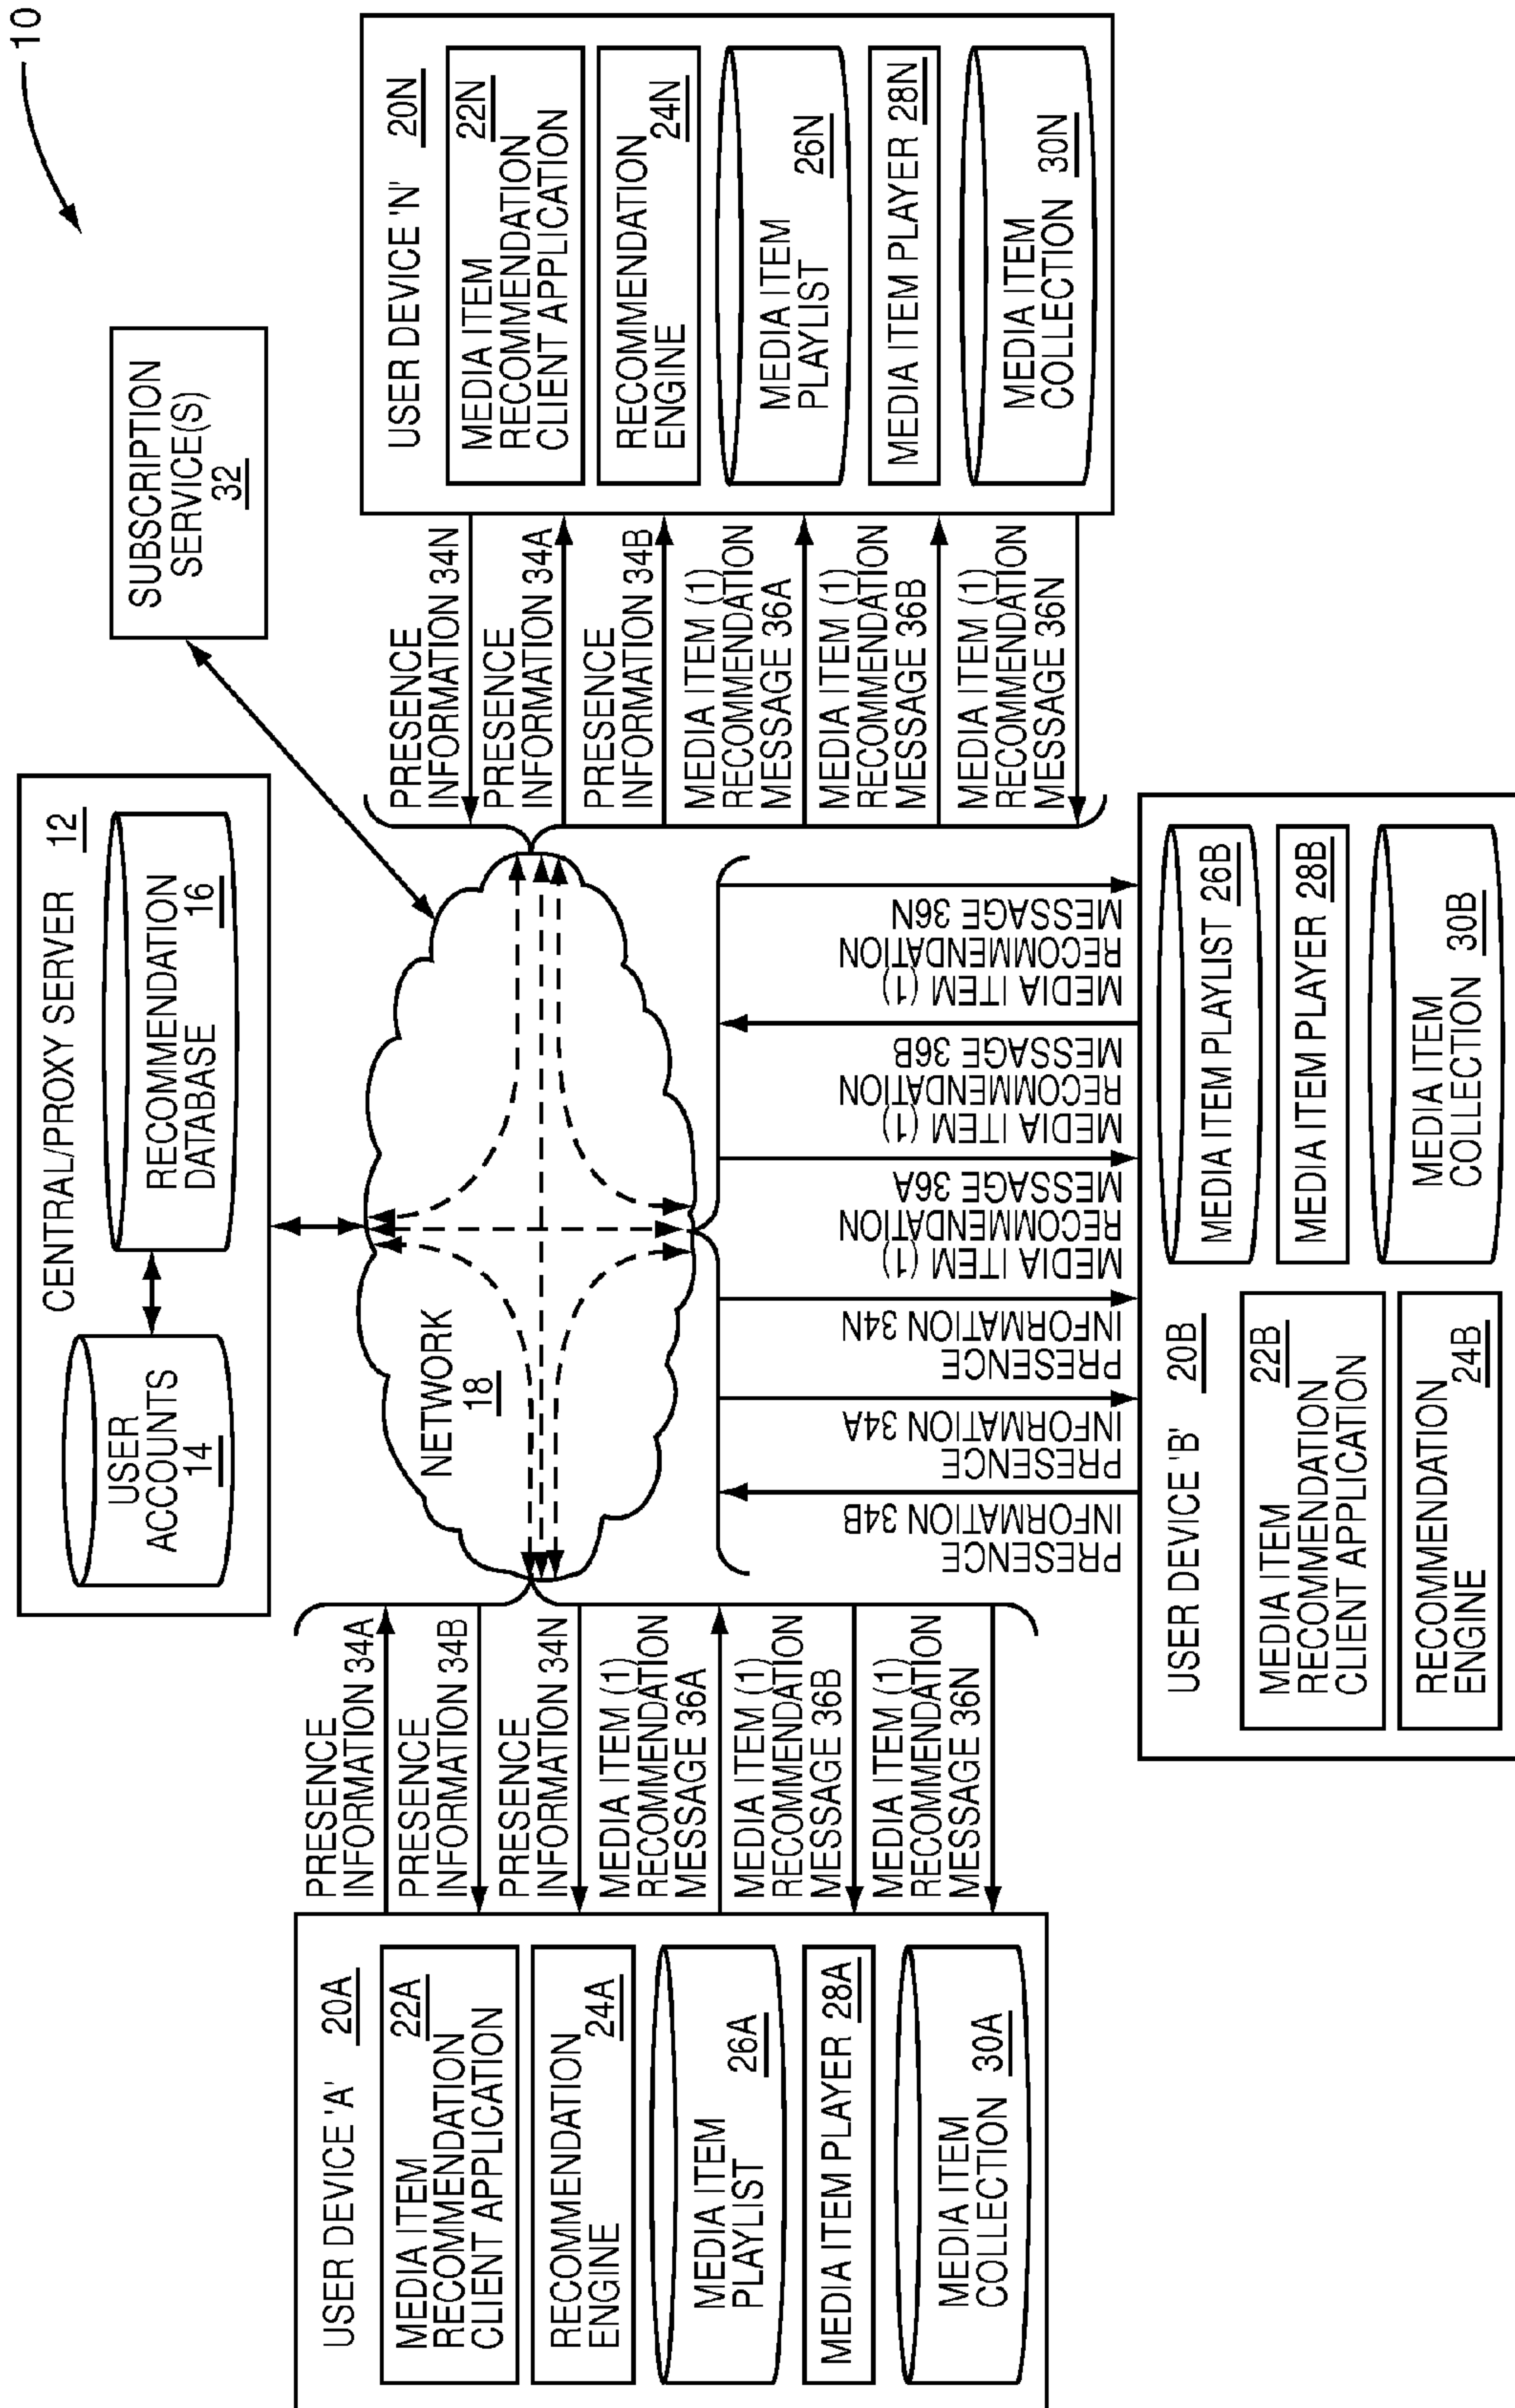 10
CENTRAL/PROXY SERVER 12
USER
ACCOUNTS
14
RECOMMENDATION
DATABASE
16
SUBSCRIPTION
SERVICE(S)
32
NETWORK
18
USER DEVICE 'A' 20A
MEDIA ITEM 22A
RECOMMENDATION
CLIENT APPLICATION
RECOMMENDATION
ENGINE 24A
MEDIA ITEM
PLAYLIST 26A
MEDIA ITEM PLAYER 28A
MEDIA ITEM
COLLECTION 30A
PRESENCE
INFORMATION 34A
PRESENCE
INFORMATION 34B
PRESENCE
INFORMATION 34N
MEDIA ITEM (1)
RECOMMENDATION
MESSAGE 36A
MEDIA ITEM (1)
RECOMMENDATION
MESSAGE 36B
MEDIA ITEM (1)
RECOMMENDATION
MESSAGE 36N
PRESENCE
INFORMATION 34N
PRESENCE
INFORMATION 34A
PRESENCE
INFORMATION 34B
MEDIA ITEM (1)
RECOMMENDATION
MESSAGE 36A
MEDIA ITEM (1)
RECOMMENDATION
MESSAGE 36B
MEDIA ITEM (1)
RECOMMENDATION
MESSAGE 36N
USER DEVICE 'N' 20N
MEDIA ITEM 22N
RECOMMENDATION
CLIENT APPLICATION
RECOMMENDATION
ENGINE 24N
MEDIA ITEM
PLAYLIST 26N
MEDIA ITEM PLAYER 28N
MEDIA ITEM
COLLECTION 30N
PRESENCE
INFORMATION 34B
PRESENCE
INFORMATION 34A
PRESENCE
INFORMATION 34N
MEDIA ITEM (1)
RECOMMENDATION
MESSAGE 36A
MEDIA ITEM (1)
RECOMMENDATION
MESSAGE 36B
MEDIA ITEM (1)
RECOMMENDATION
MESSAGE 36N
USER DEVICE 'B' 20B
MEDIA ITEM 22B
RECOMMENDATION
CLIENT APPLICATION
RECOMMENDATION
ENGINE 24B
MEDIA ITEM PLAYLIST 26B
MEDIA ITEM PLAYER 28B
MEDIA ITEM
COLLECTION 30B